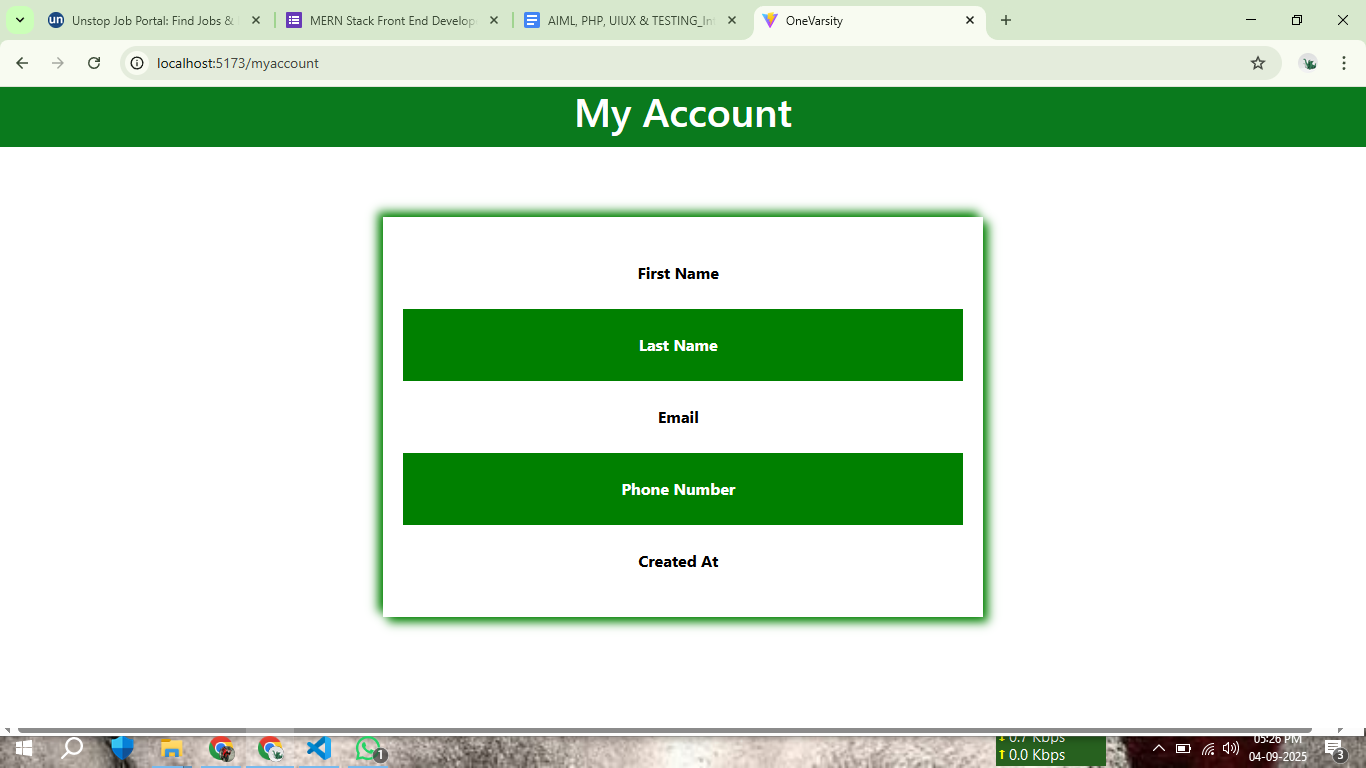 Unstop Job Portal: Find Jobs &
MERN Stack Front End Develop
AIML, PHP, UIUX & TESTING_In
OneVarsity
localhost:5173/myaccount
My Account
First Name
Last Name
Email
Phone Number
Created At
0.7 Kbps
0.0 Kbps
05:26 PM
04-09-2025
1
3